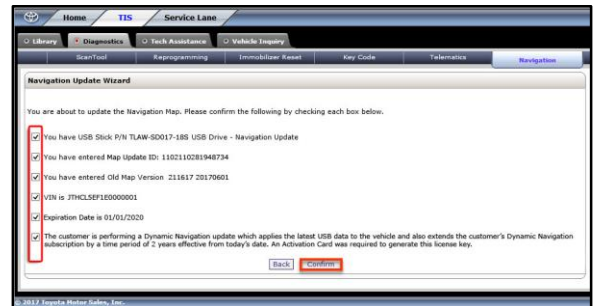 Home TIS Service Lane
Library Diagnostics Tech Assistance Vehicle Inquiry
ScanTool Reprogramming Immobilizer Reset Key Code Telematics Navigation
Navigation Update Wizard
You are about to update the Navigation Map. Please confirm the following by checking each box below.
You have USB Stick P/N TLAW-SD017-18S USB Drive - Navigation Update
You have entered Map Update ID: 1102110281948734
You have entered Old Map Version 211617 20170601
VIN is JTHCL5EF1E0000001
Expiration Date is 01/01/2020
The customer is performing a Dynamic Navigation update which applies the latest USB data to the vehicle and also extends the customer's Dynamic Navigation
subscription by a time period of 2 years effective from today's date. An Activation Card was required to generate this license key.
Back Confirm
© 2017 Toyota Motor Sales, Inc.